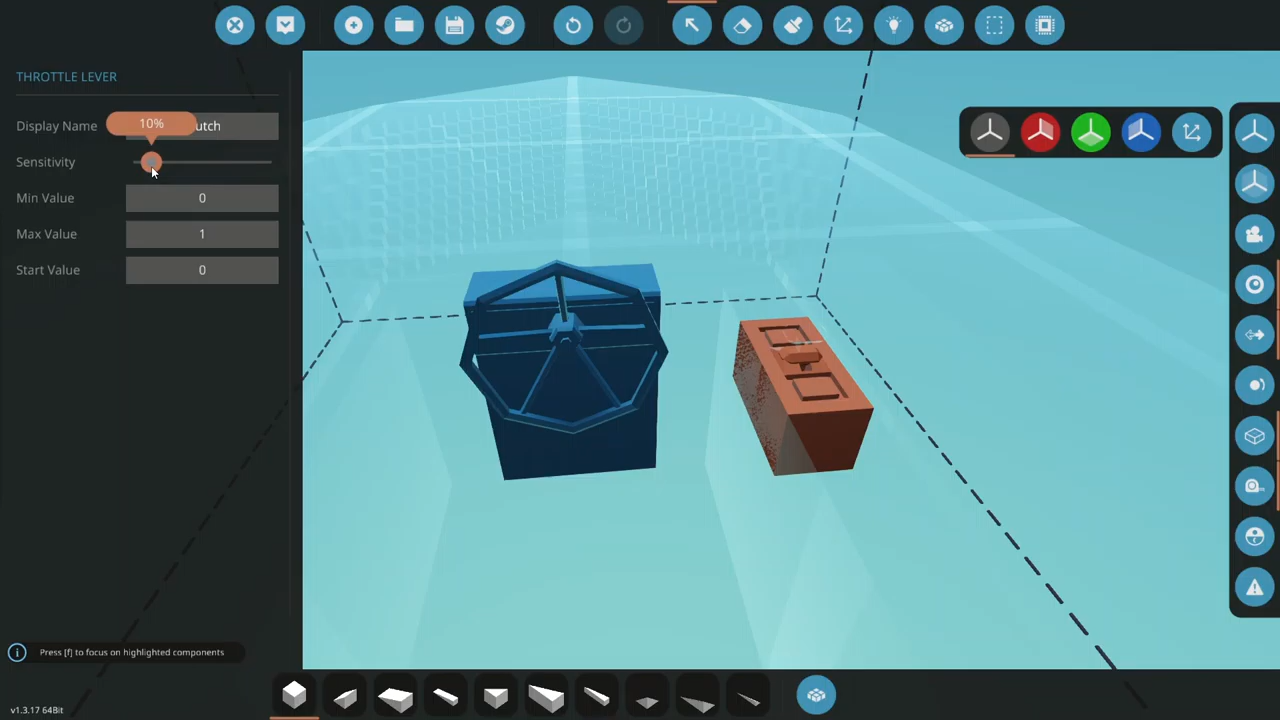 THROTTLE LEVER
Display Name
utch
10%
Sensitivity
Min Value 0
Max Value 1
Start Value 0
Press [f] to focus on highlighted components
v1.3.17 64Bit